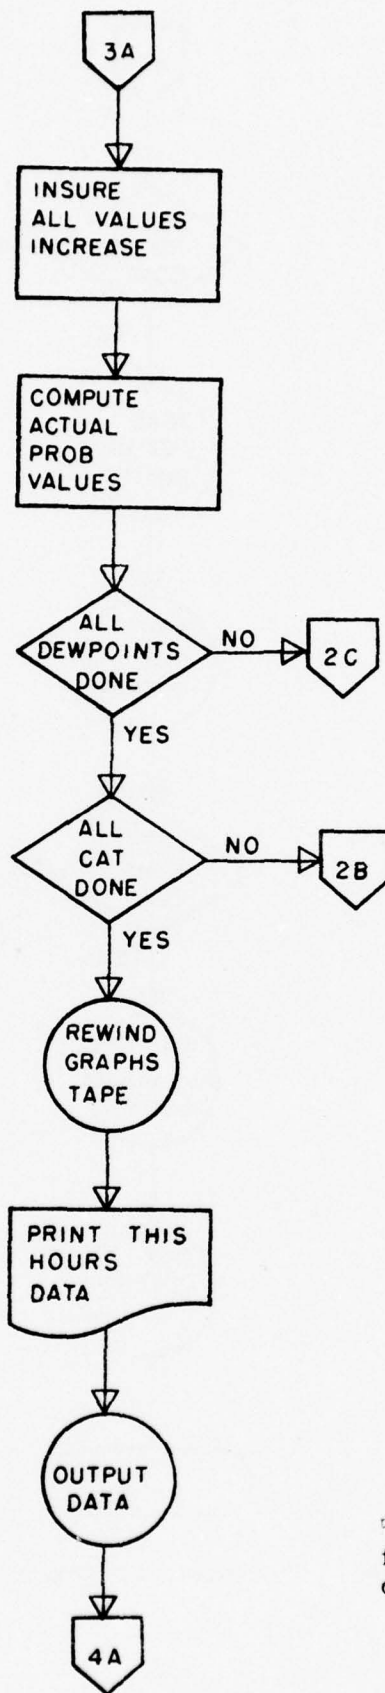 3A
INSURE
ALL VALUES
INCREASE
COMPUTE
ACTUAL
PROB
VALUES
ALL
DEWPOINTS
DONE
NO
2C
YES
ALL
CAT
DONE
NO
2B
YES
REWIND
GRAPHS
TAPE
PRINT THIS
HOURS
DATA
OUTPUT
DATA
4A